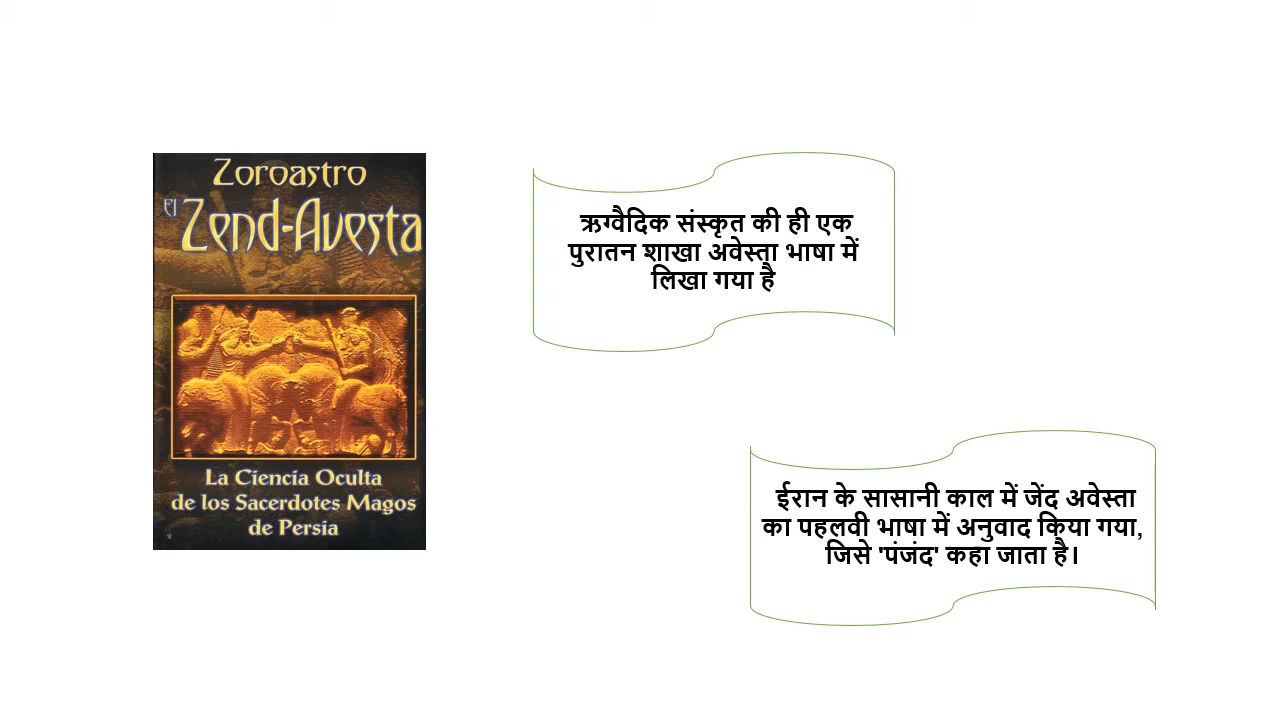 Zoroastro
El Zend-Avesta
La Ciencia Oculta
de los Sacerdotes Magos
de Persia
ऋग्वैदिक संस्कृत की ही एक
पुरातन शाखा अवेस्ता भाषा में
लिखा गया है
ईरान के सासानी काल में जेंद अवेस्ता
का पहलवी भाषा में अनुवाद किया गया,
जिसे 'पंजंद' कहा जाता है।